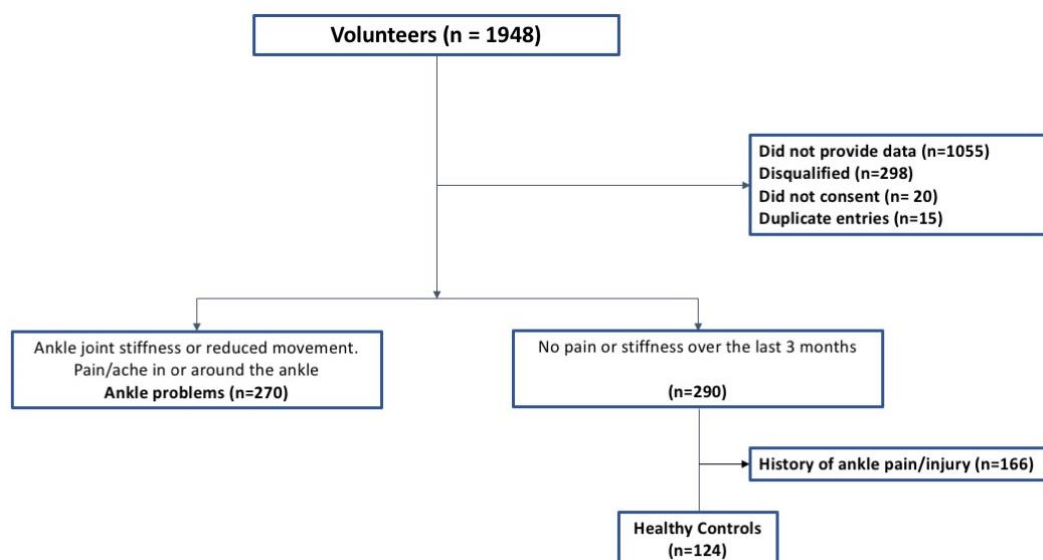 Volunteers (n = 1948)
Did not provide data (n=1055)
Disqualified (n=298)
Did not consent (n= 20)
Duplicate entries (n=15)
Ankle joint stiffness or reduced movement.
Pain/ache in or around the ankle
Ankle problems (n=270)
No pain or stiffness over the last 3 months
(n=290)
History of ankle pain/injury (n=166)
Healthy Controls
(n=124)